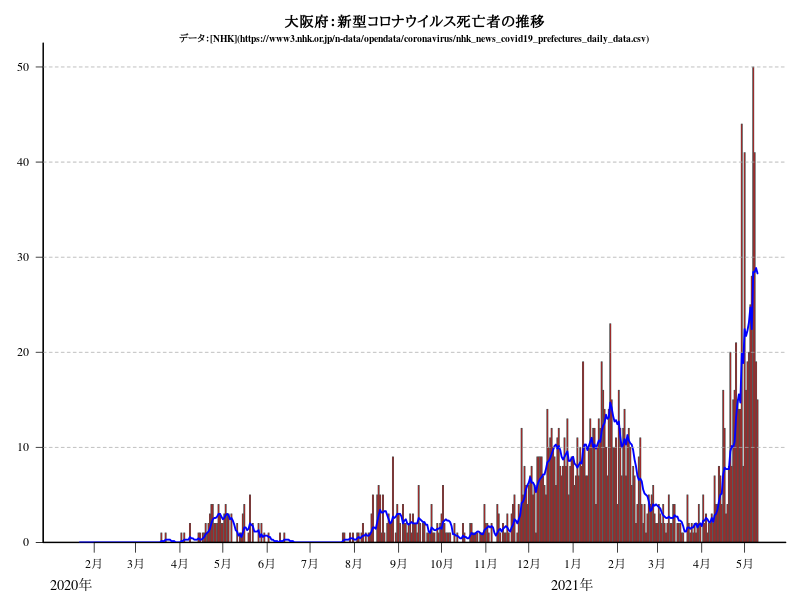 大阪府：新型コロナウイルス死亡者の推移
データ：[NHK](https://www3.nhk.or.jp/n-data/opendata/coronavirus/nhk_news_covid19_prefectures_daily_data.csv)
50
40
30
20
10
0
2月 3月 4月 5月 6月 7月 8月 9月 10月 11月 12月 1月 2月 3月 4月 5月
2020年 2021年